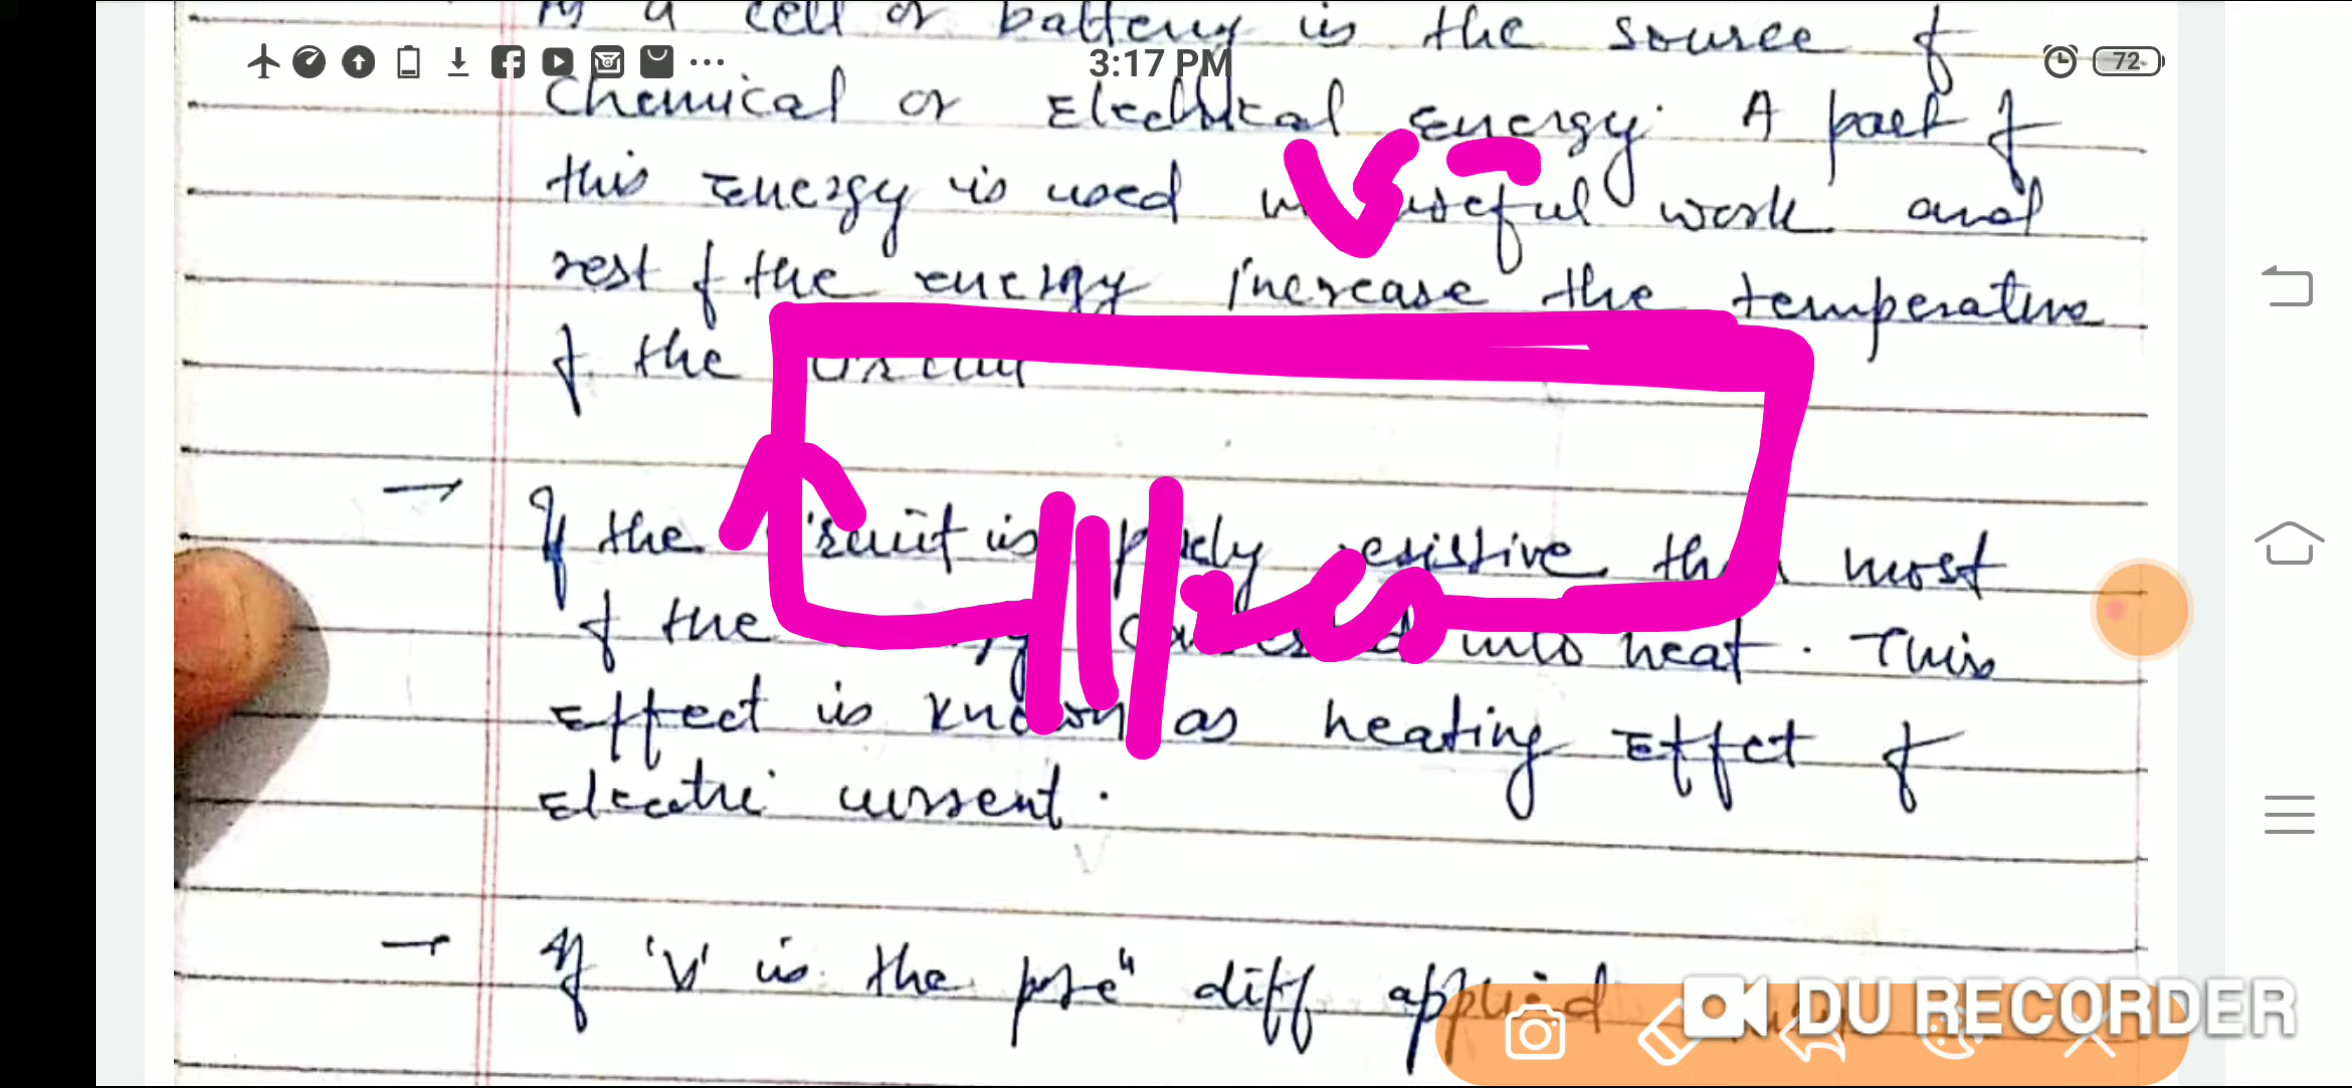 a cell or battery is the source of
3:17 PM
72
Chemical or Electrical Energy. A part of
this Energy is used in useful work and
rest of the energy increase the temperature
of the
→ If the is purely resistive then most
of the into heat. This
Effect is known as heating Effect of
Electric current.
→ If 'V' is the diff applied
res
DU RECORDER